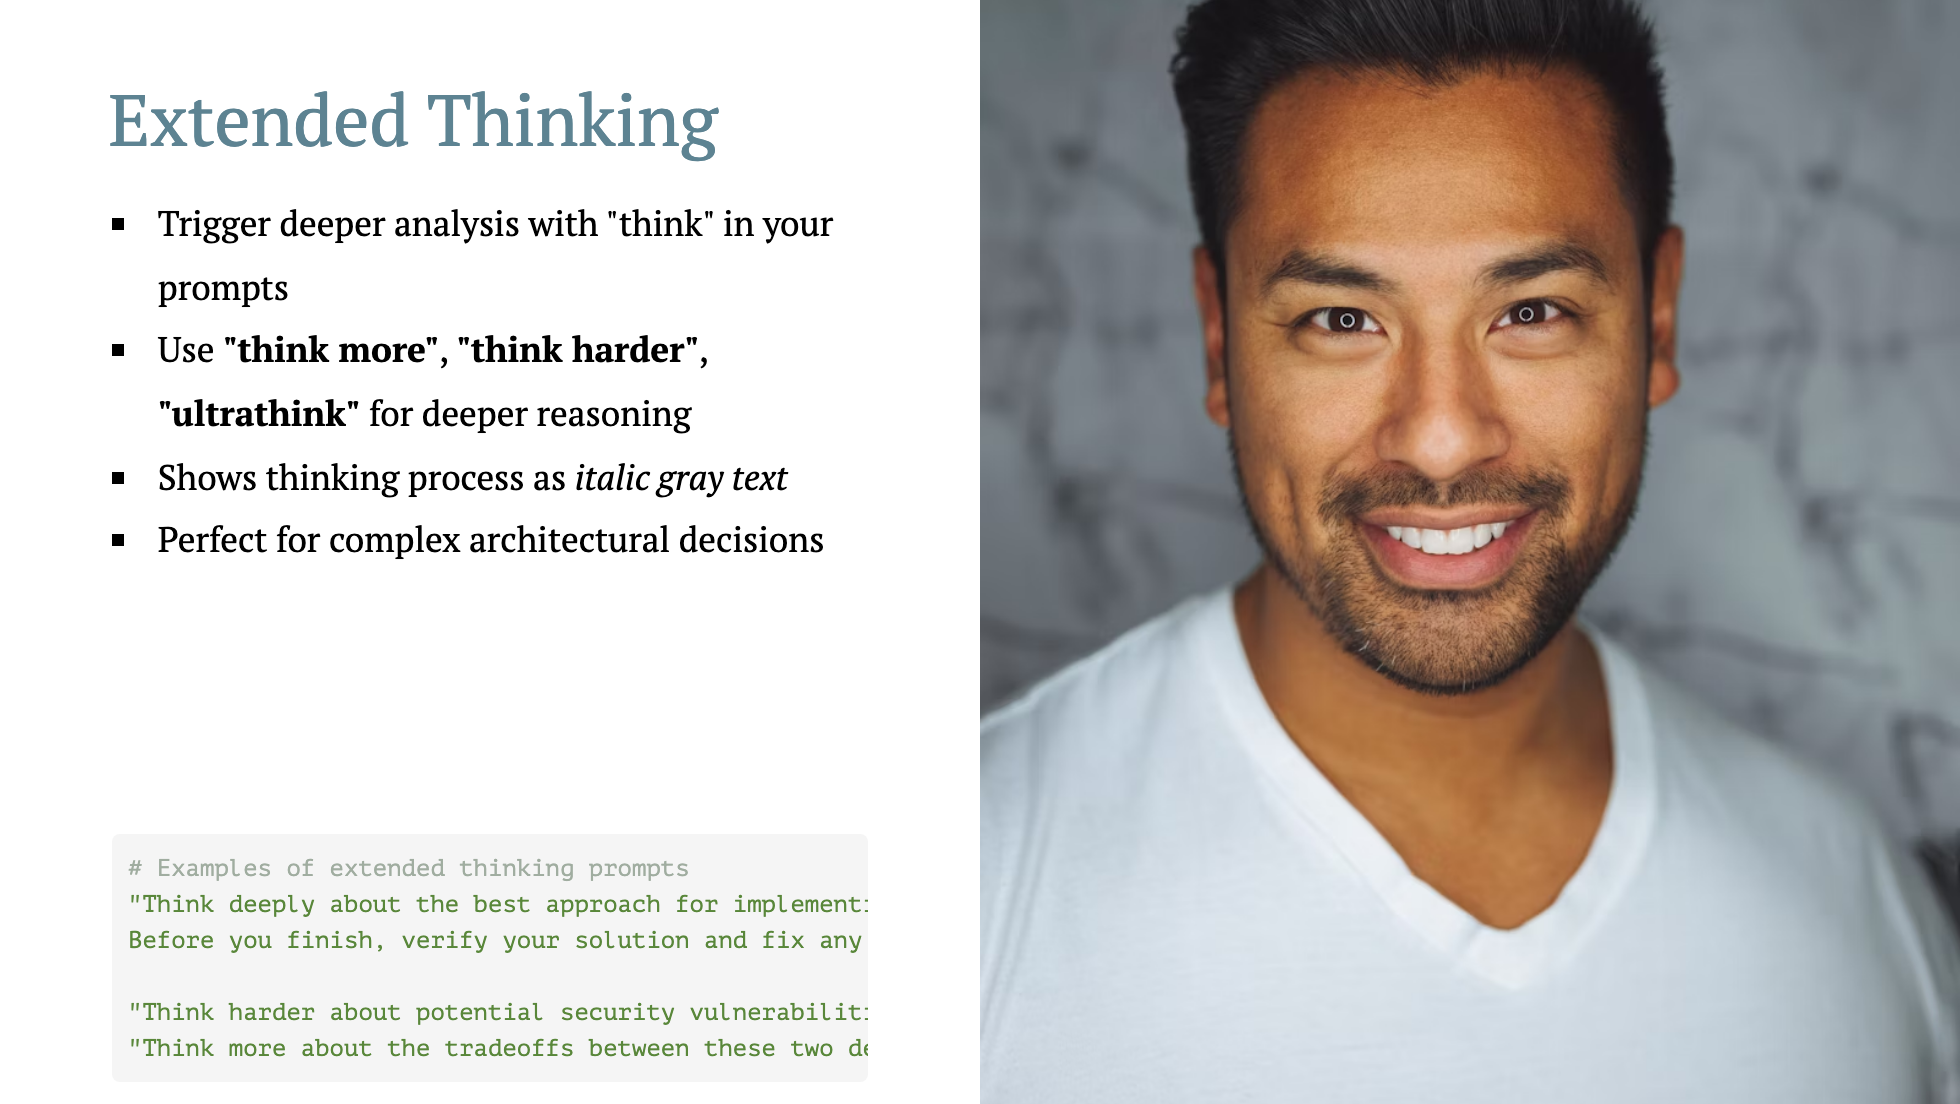 Extended Thinking
Trigger deeper analysis with "think" in your
prompts
Use "think more", "think harder",
"ultrathink" for deeper reasoning
Shows thinking process as italic gray text
Perfect for complex architectural decisions
# Examples of extended thinking prompts
"Think deeply about the best approach for
Before you finish, verify your solution and fix any
"Think harder about potential security
"Think more about the tradeoffs between these two